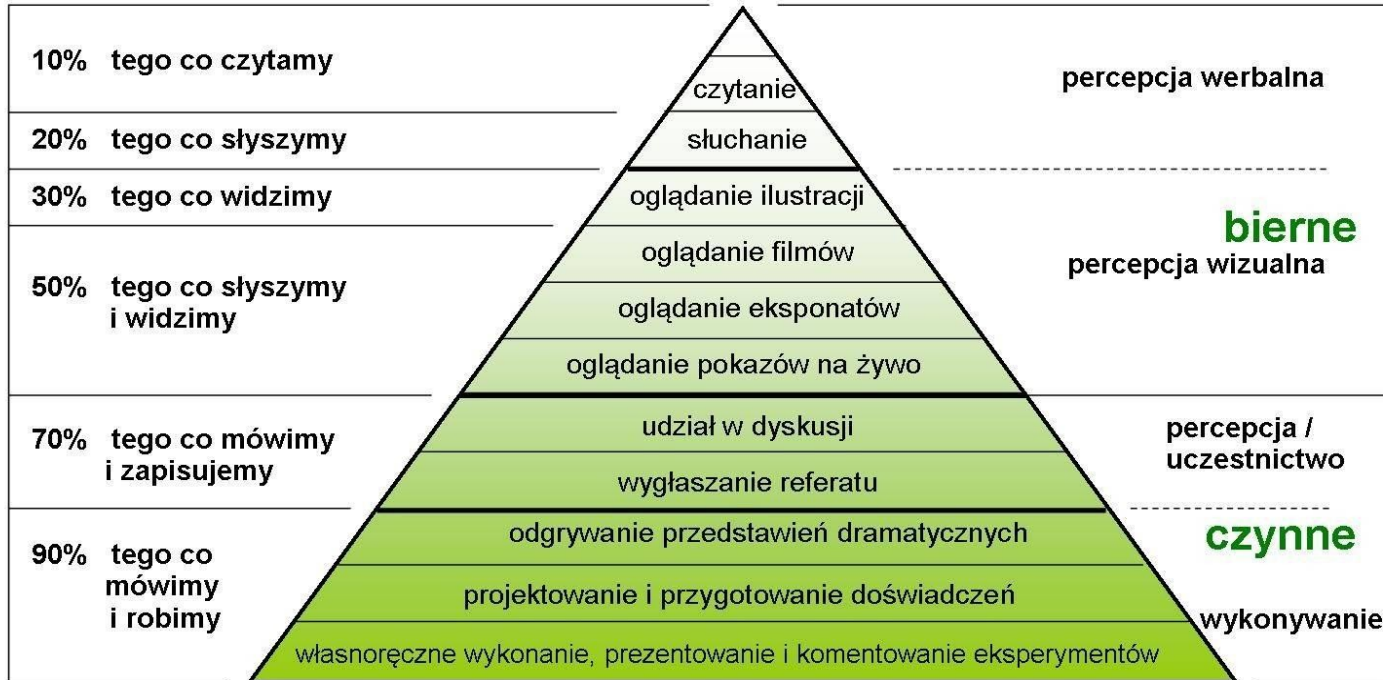 10% tego co czytamy
czytanie
percepcja werbalna
20% tego co słyszymy
słuchanie
30% tego co widzimy
oglądanie ilustracji
bierne
percepcja wizualna
50% tego co słyszymy
i widzimy
oglądanie filmów
oglądanie eksponatów
oglądanie pokazów na żywo
70% tego co mówimy
i zapisujemy
udział w dyskusji
wygłaszanie referatu
percepcja /
uczestnictwo
90% tego co
mówimy
i robimy
odgrywanie przedstawień dramatycznych
projektowanie i przygotowanie doświadczeń
własnoręczne wykonanie, prezentowanie i komentowanie eksperymentów
czynne
wykonywanie